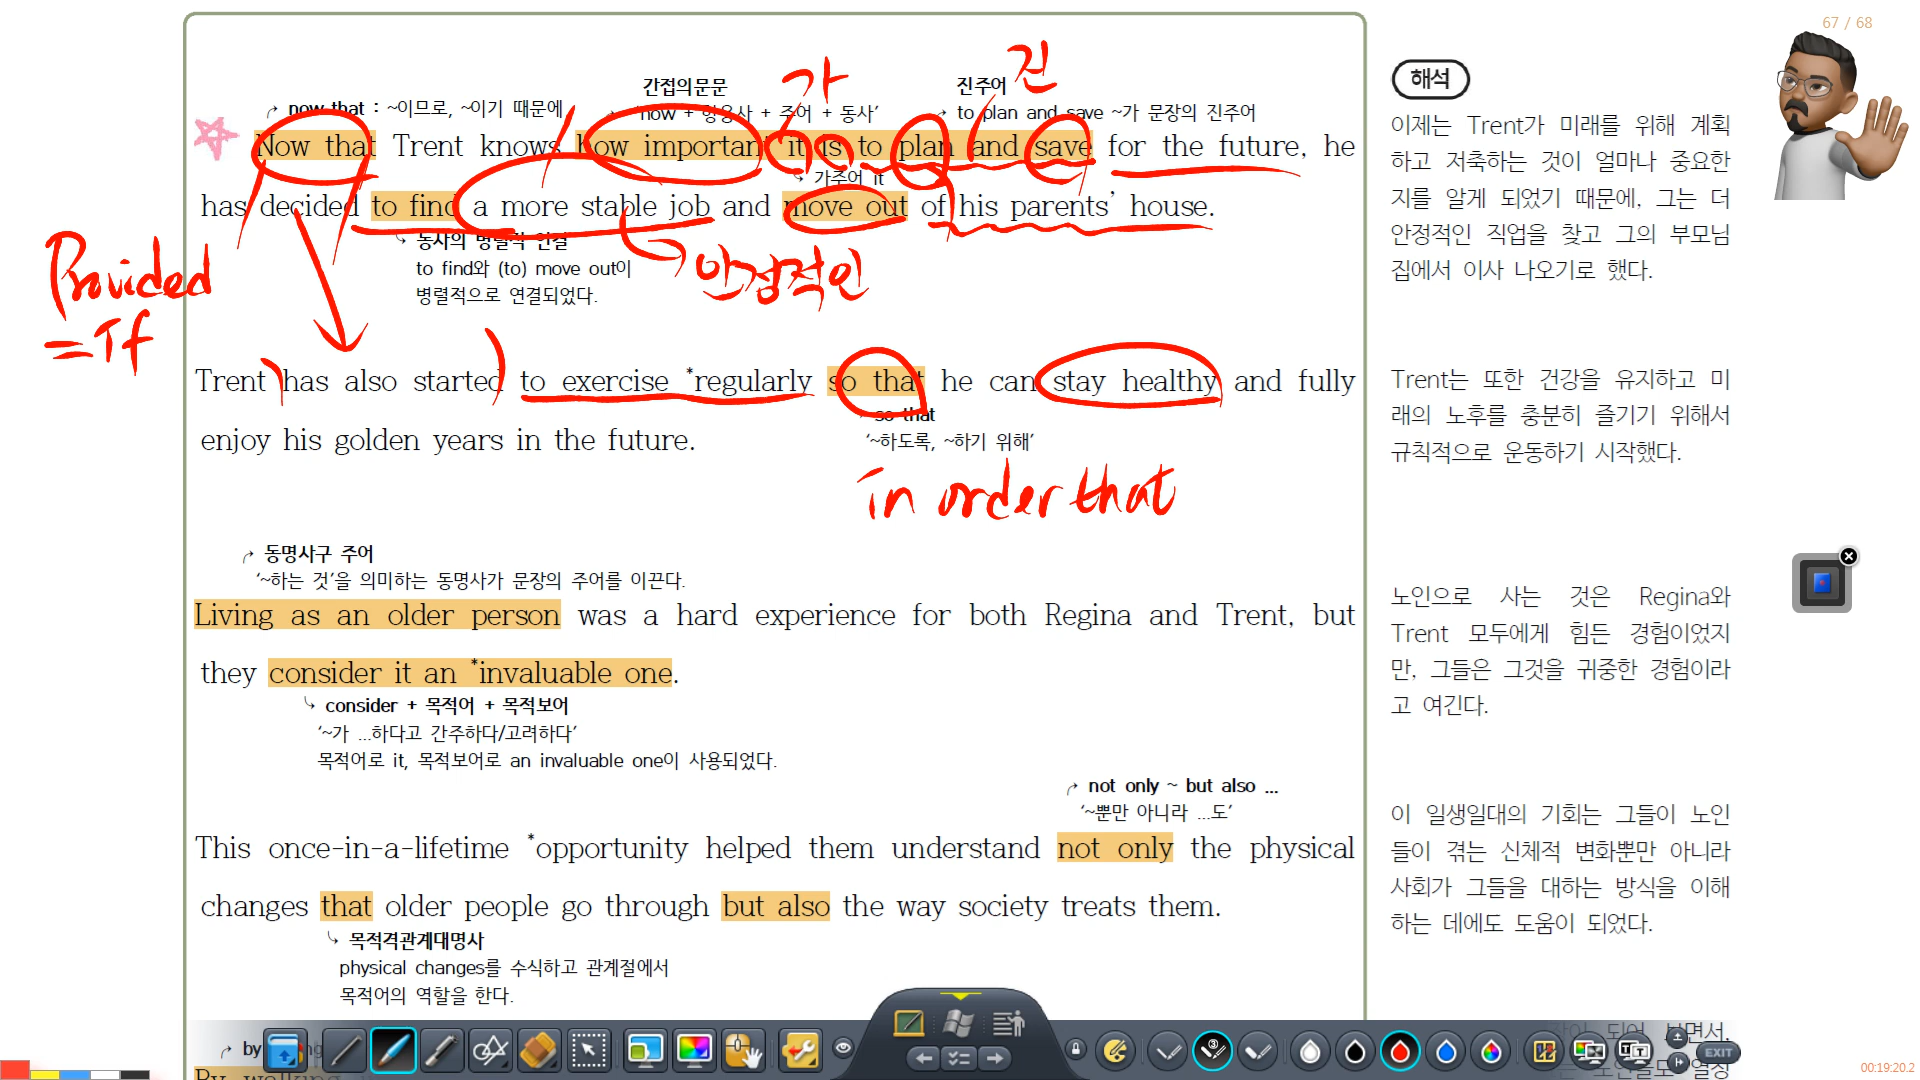 67 / 68
now that : ~이므로, ~이기 때문에
간접의문문
'how + 형용사 + 주어 + 동사'
가
진주어
진
to plan and save ~가 문장의 진주어
Now that Trent knows how important it is to plan and save for the future, he
가주어 it
has decided to find a more stable job and move out of his parents' house.
동사의 병렬적 연결
to find와 (to) move out이
병렬적으로 연결되었다.
안정적인
Provided
=If
Trent has also started to exercise *regularly so that he can stay healthy and fully
so that
enjoy his golden years in the future.
'~하도록, ~하기 위해'
in order that
동명사구 주어
'~하는 것'을 의미하는 동명사가 문장의 주어를 이끈다.
Living as an older person was a hard experience for both Regina and Trent, but
they consider it an *invaluable one.
consider + 목적어 + 목적보어
'~가 ...하다고 간주하다/고려하다'
목적어로 it, 목적보어로 an invaluable one이 사용되었다.
not only ~ but also ...
'~뿐만 아니라 ...도'
This once-in-a-lifetime *opportunity helped them understand not only the physical
changes that older people go through but also the way society treats them.
목적격관계대명사
physical changes를 수식하고 관계절에서
목적어의 역할을 한다.
by
By walking
해석
이제는 Trent가 미래를 위해 계획
하고 저축하는 것이 얼마나 중요한
지를 알게 되었기 때문에, 그는 더
안정적인 직업을 찾고 그의 부모님
집에서 이사 나오기로 했다.
Trent는 또한 건강을 유지하고 미
래의 노후를 충분히 즐기기 위해서
규칙적으로 운동하기 시작했다.
노인으로 사는 것은 Regina와
Trent 모두에게 힘든 경험이었지
만, 그들은 그것을 귀중한 경험이라
고 여긴다.
이 일생일대의 기회는 그들이 노인
들이 겪는 신체적 변화뿐만 아니라
사회가 그들을 대하는 방식을 이해
하는 데에도 도움이 되었다.
EXIT
00:19:20.2